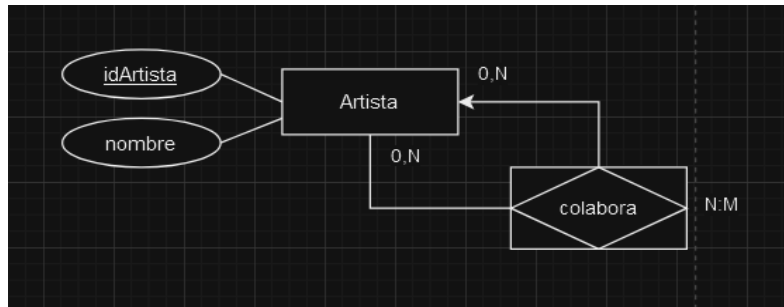 idArtista
nombre
Artista
0,N
0,N
colabora
N:M